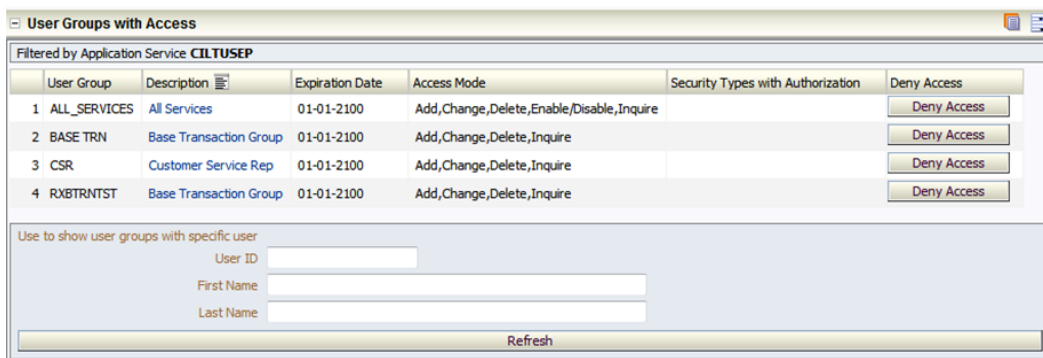 User Groups with Access
Filtered by Application Service CILTUSEP
User Group Description Expiration Date Access Mode Security Types with Authorization Deny Access
1 ALL_SERVICES All Services 01-01-2100 Add,Change,Delete,Enable/Disable,Inquire Deny Access
2 BASE TRN Base Transaction Group 01-01-2100 Add,Change,Delete,Inquire Deny Access
3 CSR Customer Service Rep 01-01-2100 Add,Change,Delete,Inquire Deny Access
4 RXBTRNTST Base Transaction Group 01-01-2100 Add,Change,Delete,Inquire Deny Access
Use to show user groups with specific user
User ID
First Name
Last Name
Refresh